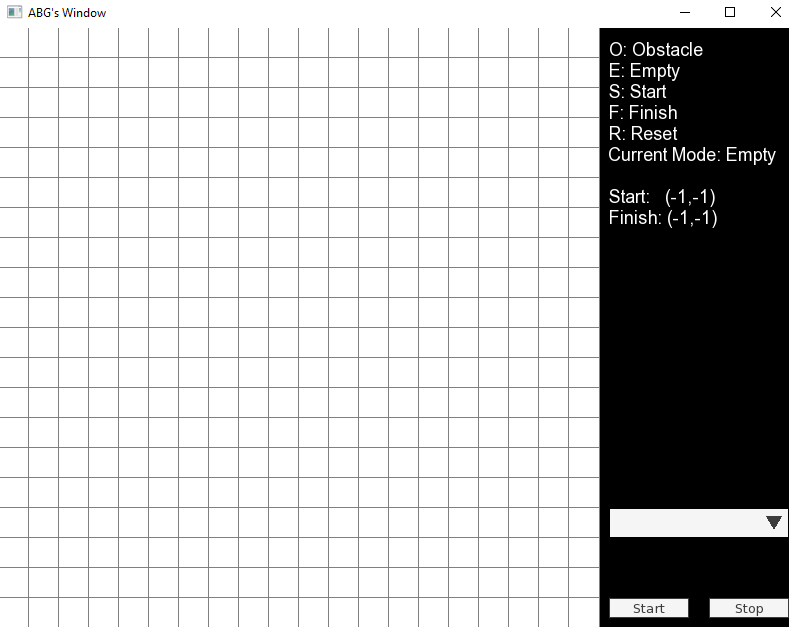 ABG's Window
O: Obstacle
E: Empty
S: Start
F: Finish
R: Reset
Current Mode: Empty
Start: (-1,-1)
Finish: (-1,-1)
Start Stop